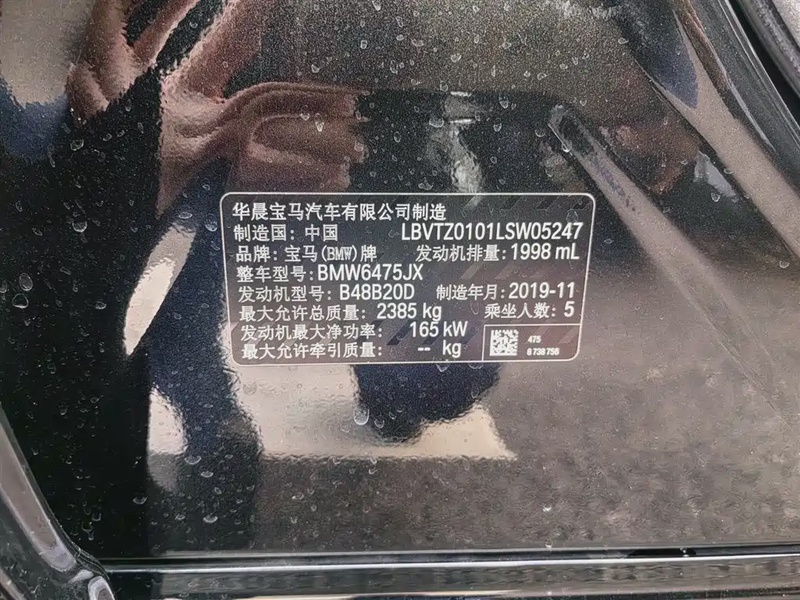 华晨宝马汽车有限公司制造
制造国: 中国 LBVTZ0101LSW05247
品牌: 宝马(BMW)牌 发动机排量: 1998 mL
整车型号: BMW6475JX
发动机型号: B48B20D 制造年月: 2019-11
最大允许总质量: 2385 kg 乘坐人数: 5
发动机最大净功率: 165 kW
最大允许牵引质量: -- kg
475
8 738 756